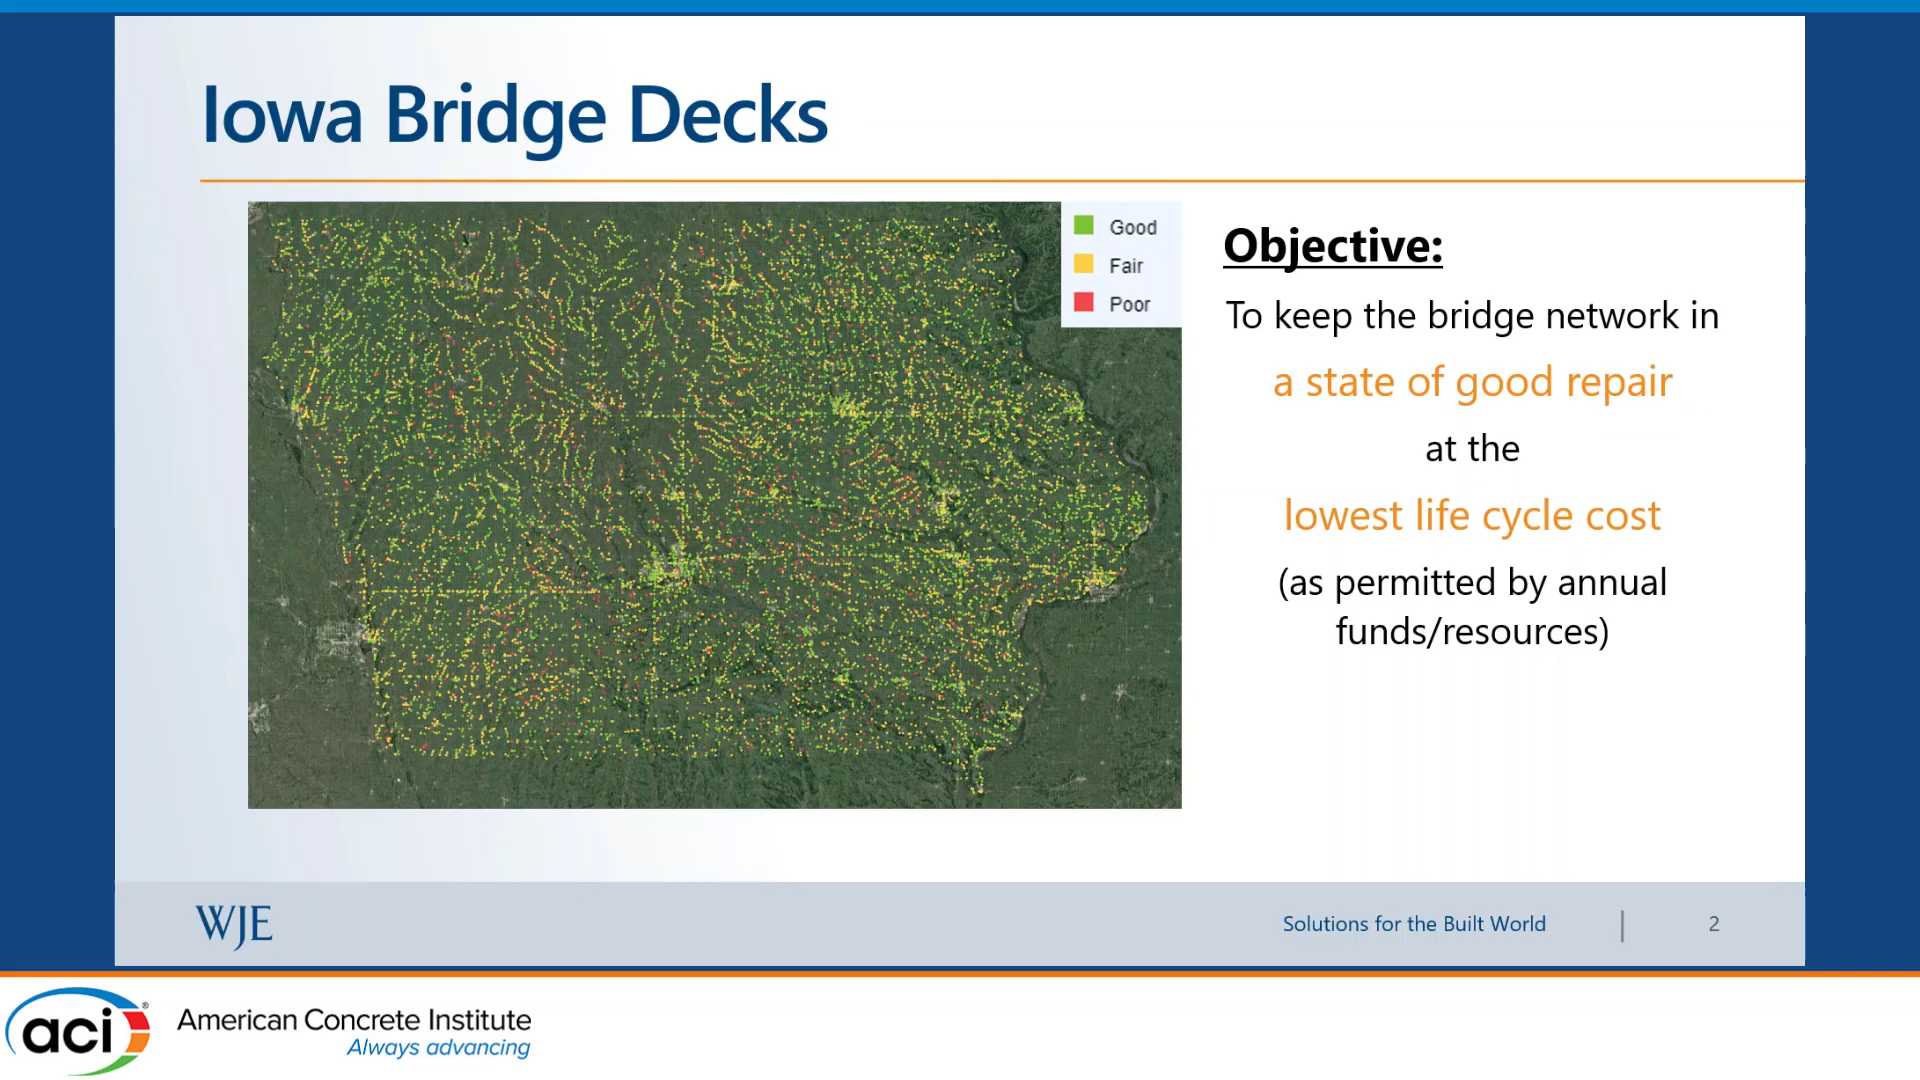 Iowa Bridge Decks
Good
Fair
Poor
Objective:
To keep the bridge network in
a state of good repair
at the
lowest life cycle cost
(as permitted by annual
funds/resources)
WJE
Solutions for the Built World | 2
aci®
American Concrete Institute
Always advancing